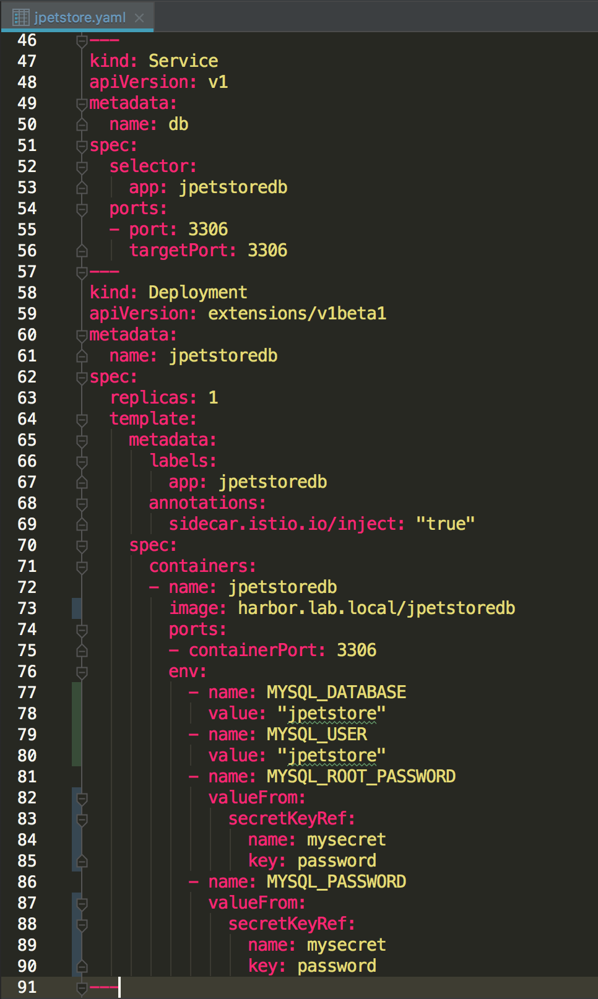 jpetstore.yaml
46 ---
47 kind: Service
48 apiVersion: v1
49 metadata:
50   name: db
51 spec:
52   selector:
53     app: jpetstoredb
54   ports:
55   - port: 3306
56     targetPort: 3306
57 ---
58 kind: Deployment
59 apiVersion: extensions/v1beta1
60 metadata:
61   name: jpetstoredb
62 spec:
63   replicas: 1
64   template:
65     metadata:
66       labels:
67         app: jpetstoredb
68       annotations:
69         sidecar.istio.io/inject: "true"
70     spec:
71       containers:
72       - name: jpetstoredb
73         image: harbor.lab.local/jpetstoredb
74         ports:
75         - containerPort: 3306
76         env:
77           - name: MYSQL_DATABASE
78             value: "jpetstore"
79           - name: MYSQL_USER
80             value: "jpetstore"
81           - name: MYSQL_ROOT_PASSWORD
82             valueFrom:
83               secretKeyRef:
84                 name: mysecret
85                 key: password
86           - name: MYSQL_PASSWORD
87             valueFrom:
88               secretKeyRef:
89                 name: mysecret
90                 key: password
91 ---